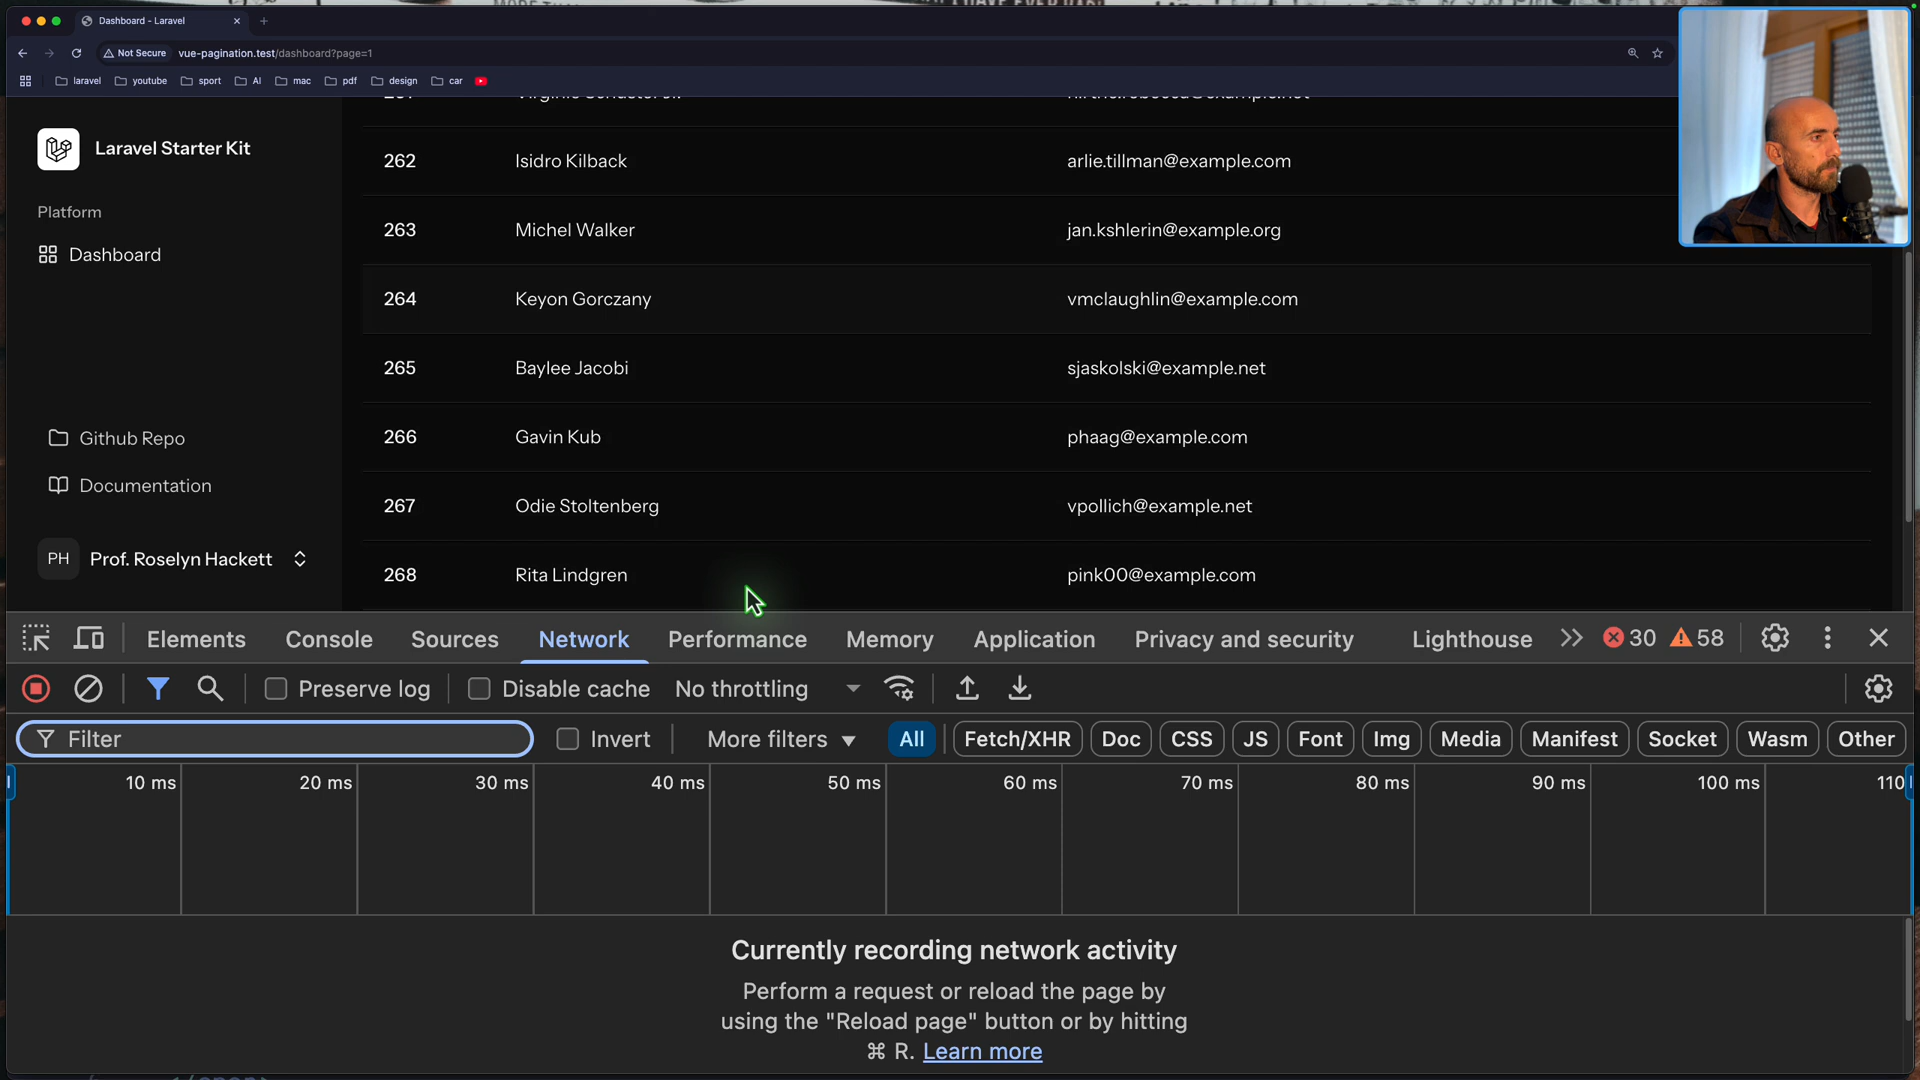 Dashboard - Laravel
Not Secure vue-pagination.test/dashboard?page=1
laravel youtube sport AI mac pdf design car
Laravel Starter Kit
Platform
Dashboard
Github Repo
Documentation
PH Prof. Roselyn Hackett
262 Isidro Kilback arlie.tillman@example.com
263 Michel Walker jan.kshlerin@example.org
264 Keyon Gorczany vmclaughlin@example.com
265 Baylee Jacobi sjaskolski@example.net
266 Gavin Kub phaag@example.com
267 Odie Stoltenberg vpollich@example.net
268 Rita Lindgren pink00@example.com
Elements Console Sources Network Performance Memory Application Privacy and security Lighthouse 30 58
Preserve log Disable cache No throttling
Filter Invert More filters All Fetch/XHR Doc CSS JS Font Img Media Manifest Socket Wasm Other
10 ms 20 ms 30 ms 40 ms 50 ms 60 ms 70 ms 80 ms 90 ms 100 ms 110
Currently recording network activity
Perform a request or reload the page by
using the "Reload page" button or by hitting
⌘ R. Learn more